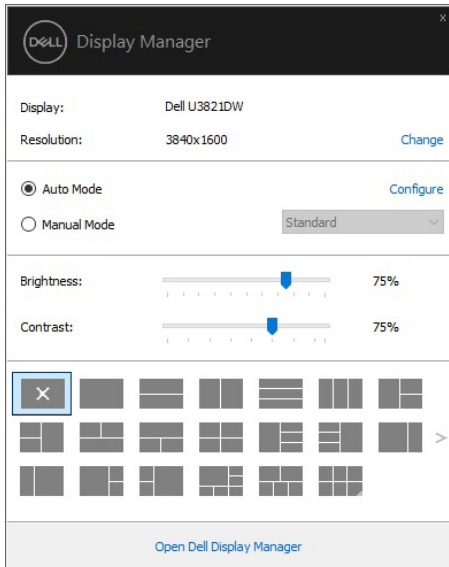 x
DELL Display Manager
Display: Dell U3821DW
Resolution: 3840x1600 Change
Auto Mode Configure
Manual Mode Standard
Brightness: 75%
Contrast: 75%
>
Open Dell Display Manager